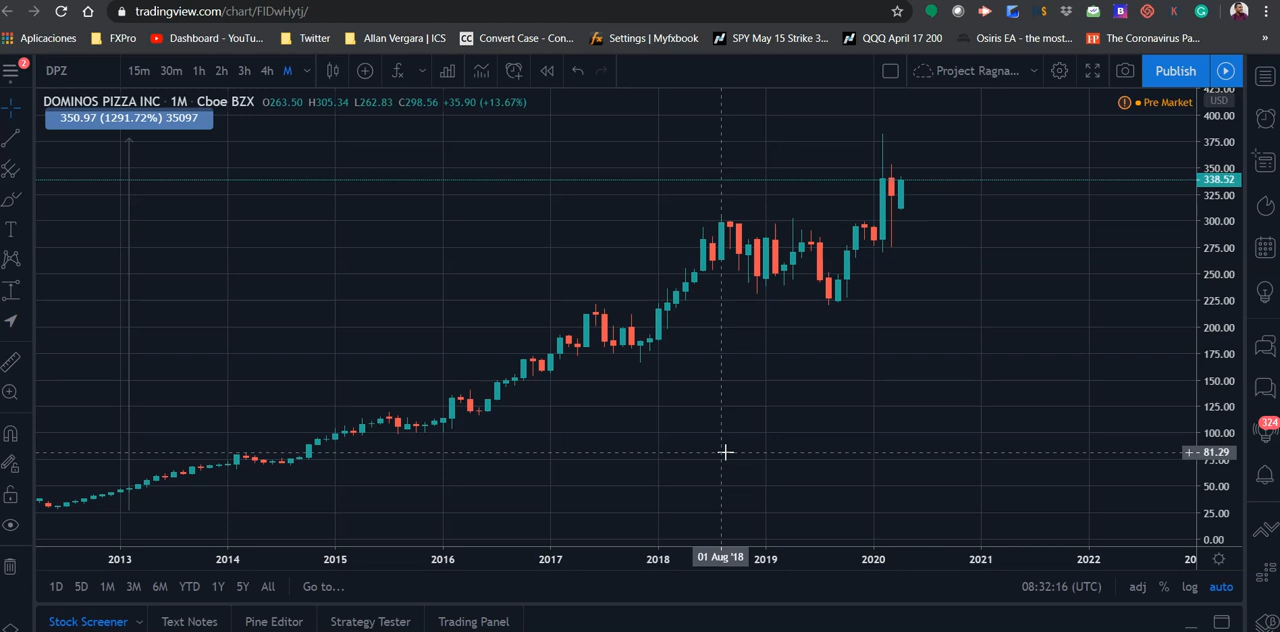 tradingview.com/chart/FIDwHytj/
Aplicaciones FXPro Dashboard - YouTu... Twitter Allan Vergara | ICS CC Convert Case - Con... fx Settings | Myfxbook SPY May 15 Strike 3... QQQ April 17 200 Osiris EA - the most... EP The Coronavirus Pa... »
2 DPZ 15m 30m 1h 2h 3h 4h M Project Ragna... Publish
DOMINOS PIZZA INC 1M Cboe BZX O263.50 H305.34 L262.83 C298.56 +35.90 (+13.67%)
Pre Market
USD
350.97 (1291.72%) 35097
425.00
400.00
375.00
350.00
338.52
325.00
300.00
275.00
250.00
225.00
200.00
175.00
150.00
125.00
100.00
81.29
75.00
50.00
25.00
0.00
324
2013 2014 2015 2016 2017 2018 01 Aug '18 2019 2020 2021 2022 20
1D 5D 1M 3M 6M YTD 1Y 5Y All Go to... 08:32:16 (UTC) adj % log auto
Stock Screener Text Notes Pine Editor Strategy Tester Trading Panel